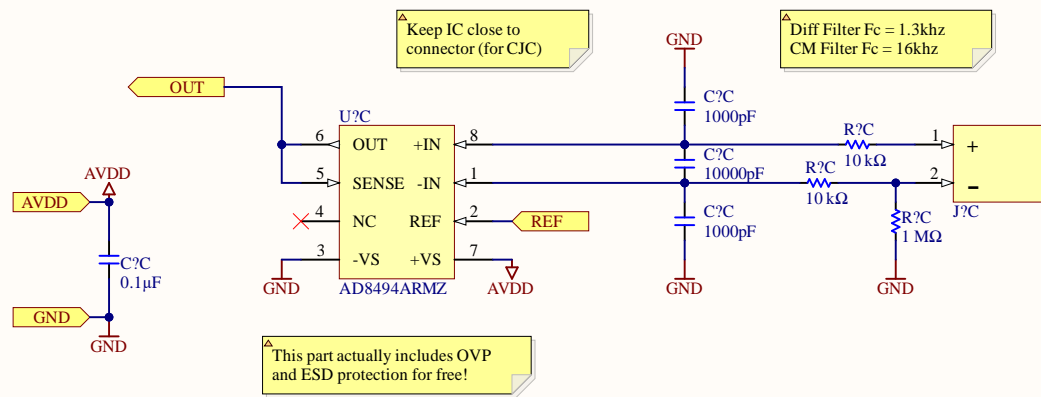 Keep IC close to
connector (for CJC)
Diff Filter Fc = 1.3khz
CM Filter Fc = 16khz
GND
OUT
C?C
1000pF
U?C
6 OUT +IN 8
R?C
10 kΩ
1 +
C?C
10000pF
5 SENSE -IN 1
R?C
10 kΩ
2 -
J?C
AVDD
AVDD
4 NC REF 2
REF
C?C
1000pF
R?C
1 MΩ
3 -VS +VS 7
GND
AD8494ARMZ
AVDD
GND
GND
C?C
0.1µF
GND
GND
This part actually includes OVP
and ESD protection for free!